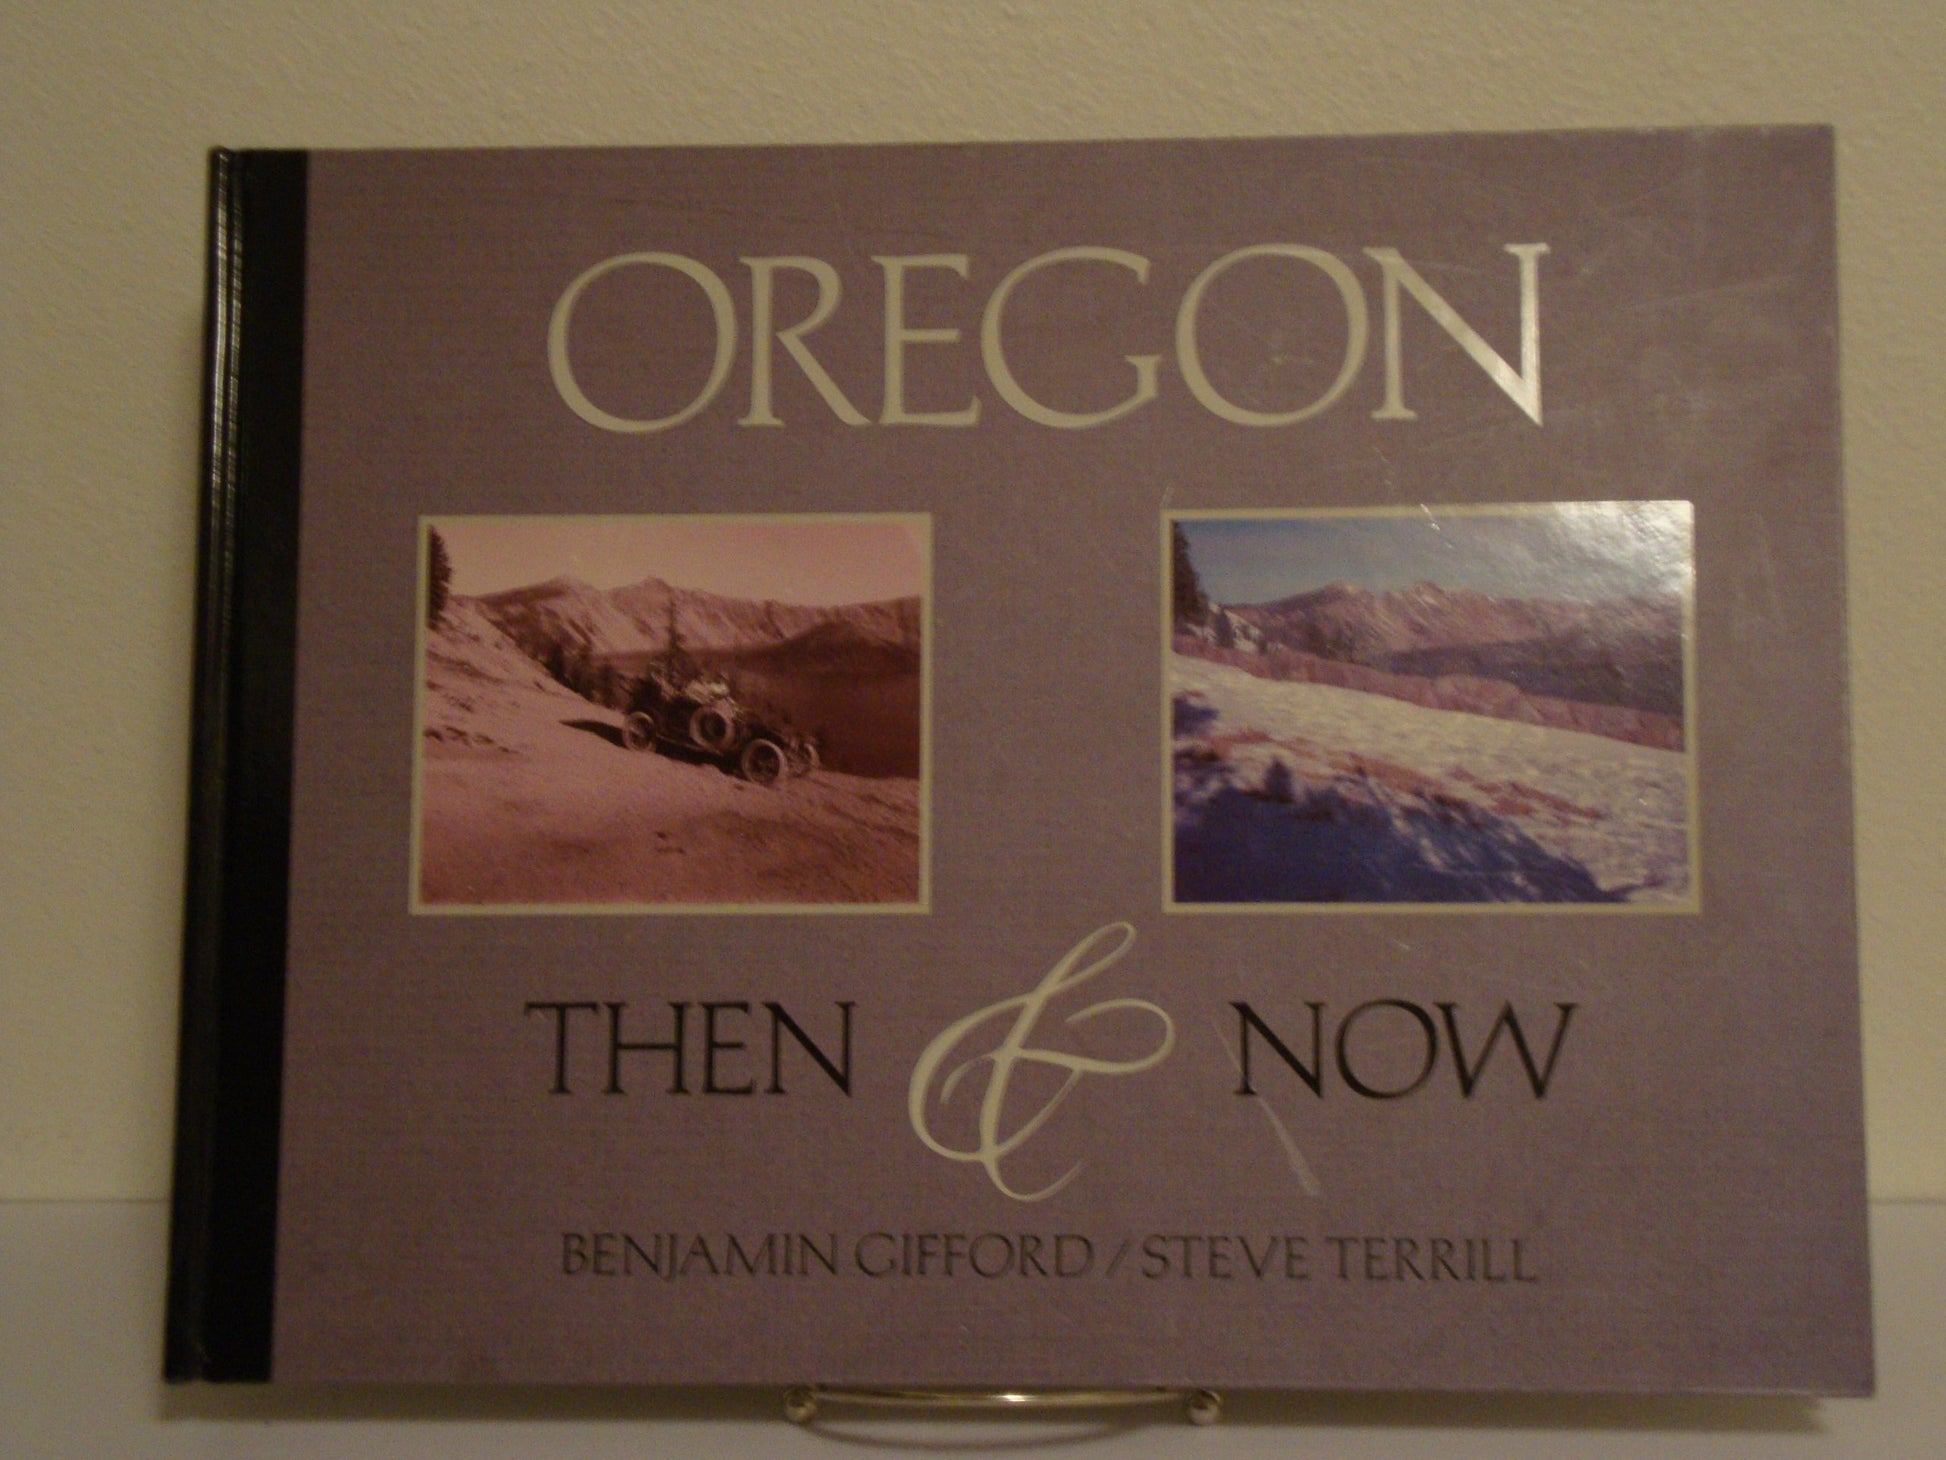 OREGON
THEN & NOW
BENJAMIN GIFFORD / STEVE TERRILL